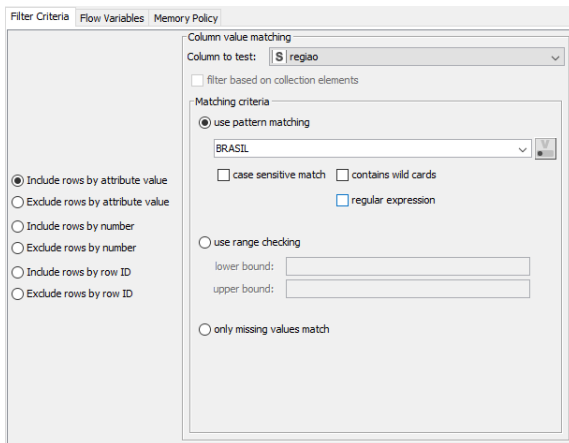 Filter Criteria Flow Variables Memory Policy
Column value matching
Column to test: S regiao
filter based on collection elements
Matching criteria
use pattern matching
BRASIL
case sensitive match contains wild cards
regular expression
Include rows by attribute value
Exclude rows by attribute value
Include rows by number
Exclude rows by number
Include rows by row ID
Exclude rows by row ID
use range checking
lower bound:
upper bound:
only missing values match